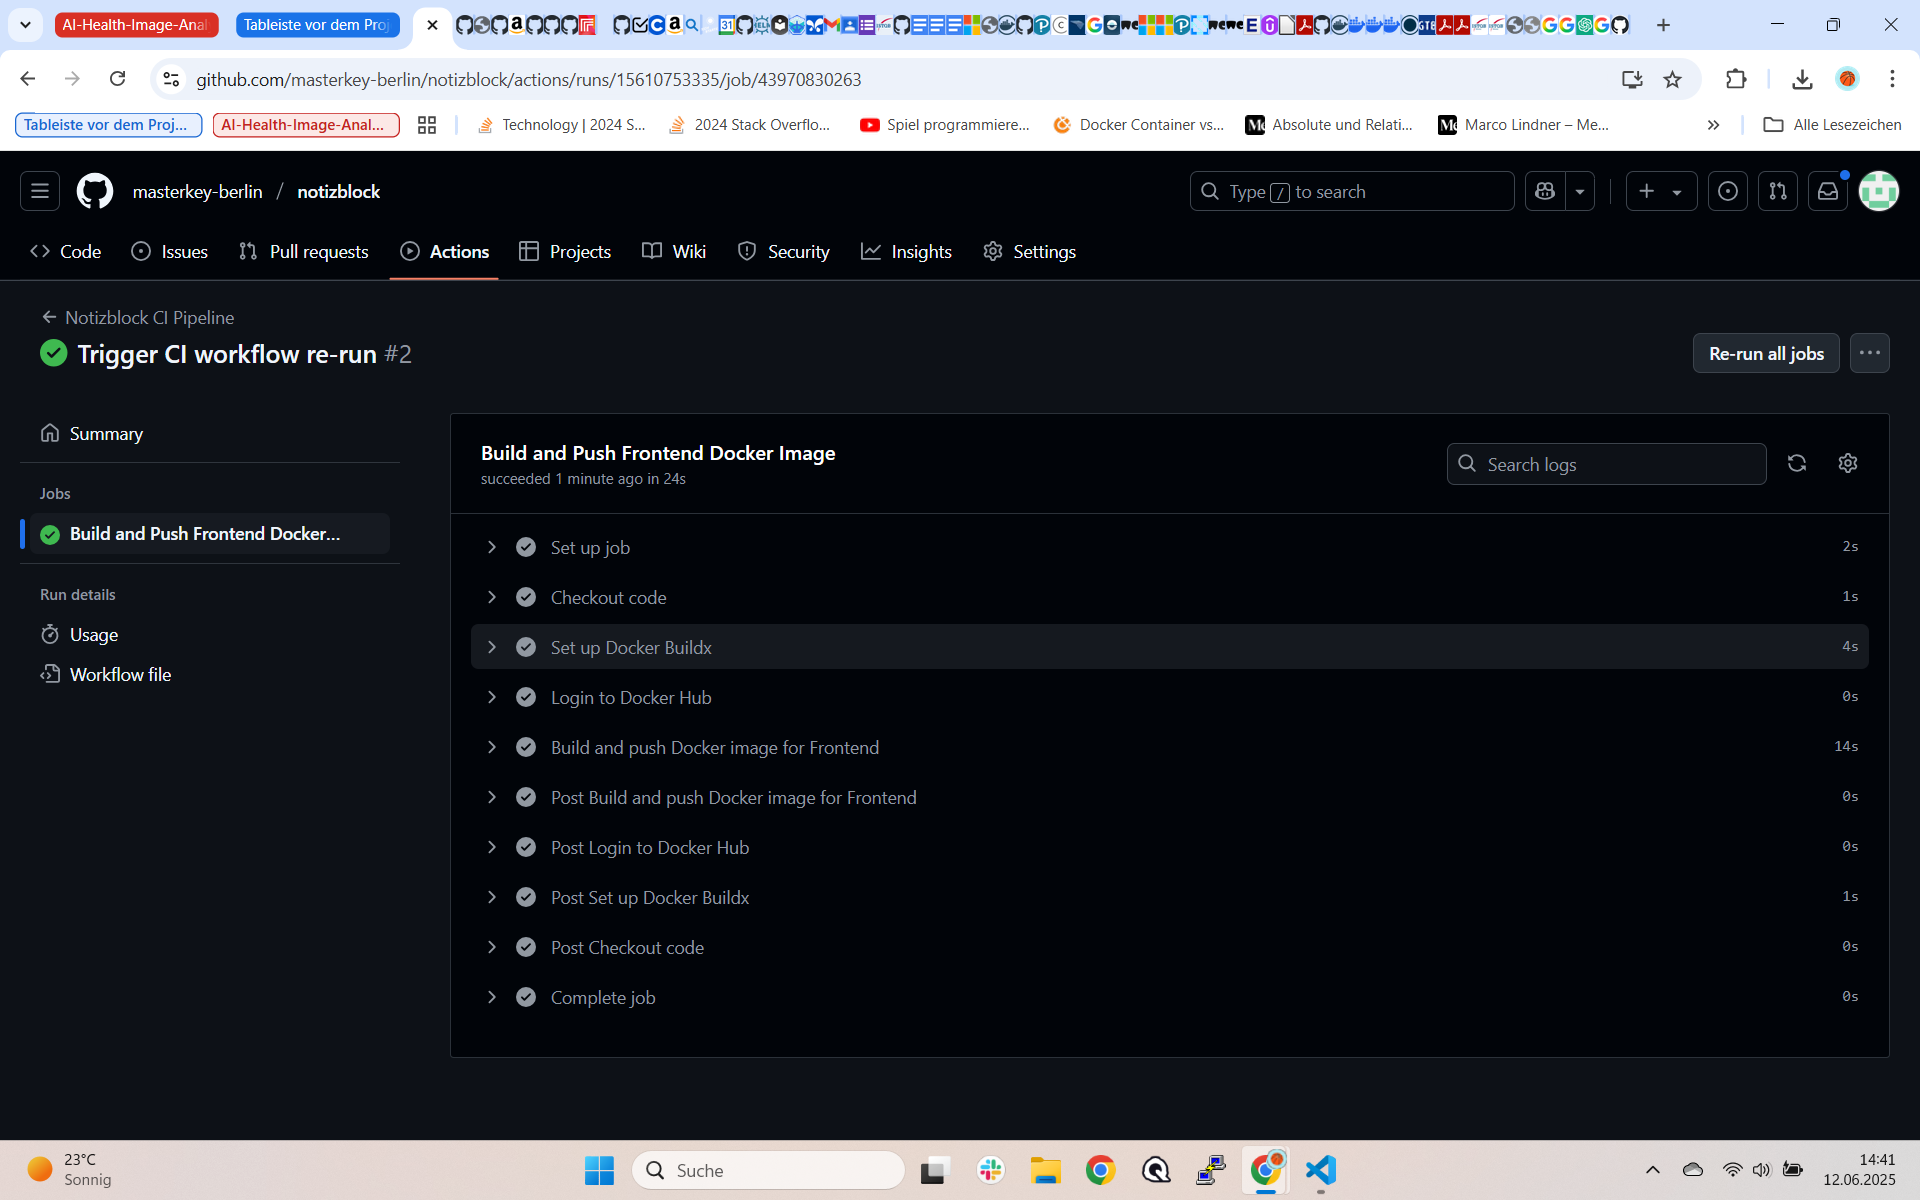 AI-Health-Image-Anal
Tableiste vor dem Proj
github.com/masterkey-berlin/notizblock/actions/runs/15610753335/job/43970830263
Tableiste vor dem Proj...
AI-Health-Image-Anal...
Technology | 2024 S...
2024 Stack Overflo...
Spiel programmiere...
Docker Container vs...
Absolute und Relati...
Marco Lindner – Me...
»
Alle Lesezeichen
masterkey-berlin / notizblock
Type / to search
Code
Issues
Pull requests
Actions
Projects
Wiki
Security
Insights
Settings
Notizblock CI Pipeline
Trigger CI workflow re-run #2
Re-run all jobs
Summary
Jobs
Build and Push Frontend Docker...
Run details
Usage
Workflow file
Build and Push Frontend Docker Image
succeeded 1 minute ago in 24s
Search logs
Set up job 2s
Checkout code 1s
Set up Docker Buildx 4s
Login to Docker Hub 0s
Build and push Docker image for Frontend 14s
Post Build and push Docker image for Frontend 0s
Post Login to Docker Hub 0s
Post Set up Docker Buildx 1s
Post Checkout code 0s
Complete job 0s
23°C
Sonnig
Suche
14:41
12.06.2025